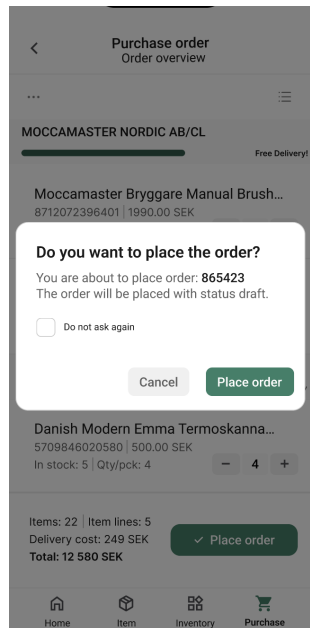 Purchase order
Order overview
...
MOCCAMASTER NORDIC AB/CL
Free Delivery!
Moccamaster Bryggare Manual Brush...
8712072396401 | 1990.00 SEK
Do you want to place the order?
You are about to place order: 865423
The order will be placed with status draft.
Do not ask again
Cancel
Place order
Danish Modern Emma Termoskanna...
5709846020580 | 500.00 SEK
In stock: 5 | Qty/pck: 4
− 4 +
Items: 22 | Item lines: 5
Delivery cost: 249 SEK
Total: 12 580 SEK
Place order
Home
Item
Inventory
Purchase